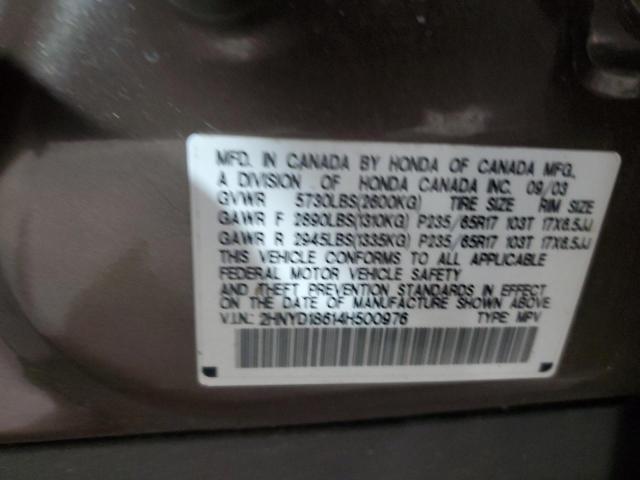 MFD. IN CANADA BY HONDA OF CANADA MFG.
A DIVISION OF HONDA CANADA INC. 09/03
GVWR 5730LBS(2600KG) TIRE SIZE RIM SIZE
GAWR F 2890LBS(1310KG) P235/65R17 103T 17X6.5JJ
GAWR R 2945LBS(1335KG) P235/65R17 103T 17X6.5JJ
THIS VEHICLE CONFORMS TO ALL APPLICABLE
FEDERAL MOTOR VEHICLE SAFETY
AND THEFT PREVENTION STANDARDS IN EFFECT
ON THE DATE OF MANUFACTURE SHOWN ABOVE
V.I.N.: 2HNYD18614H500976 TYPE: MPV